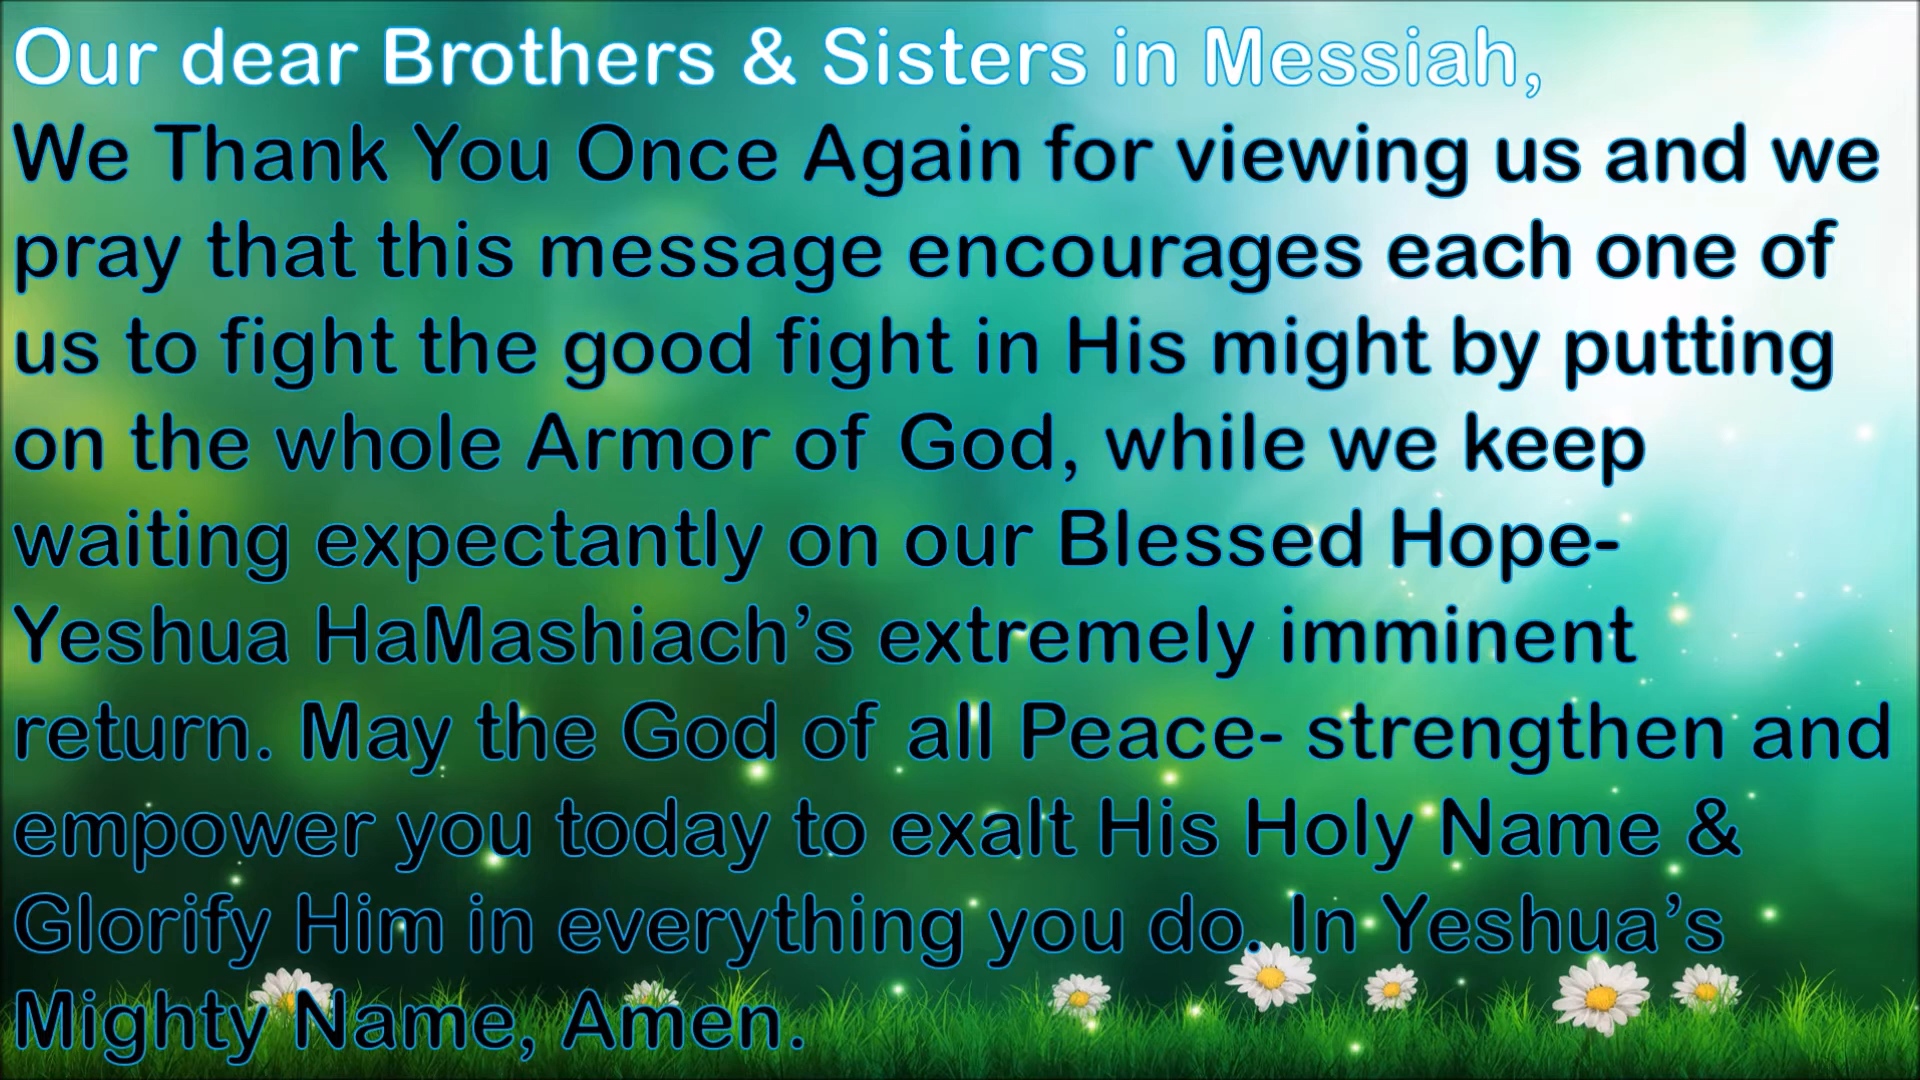 Our dear Brothers & Sisters in Messiah,
We Thank You Once Again for viewing us and we
pray that this message encourages each one of
us to fight the good fight in His might by putting
on the whole Armor of God, while we keep
waiting expectantly on our Blessed Hope-
Yeshua HaMashiach’s extremely imminent
return. May the God of all Peace- strengthen and
empower you today to exalt His Holy Name &
Glorify Him in everything you do. In Yeshua’s
Mighty Name, Amen.